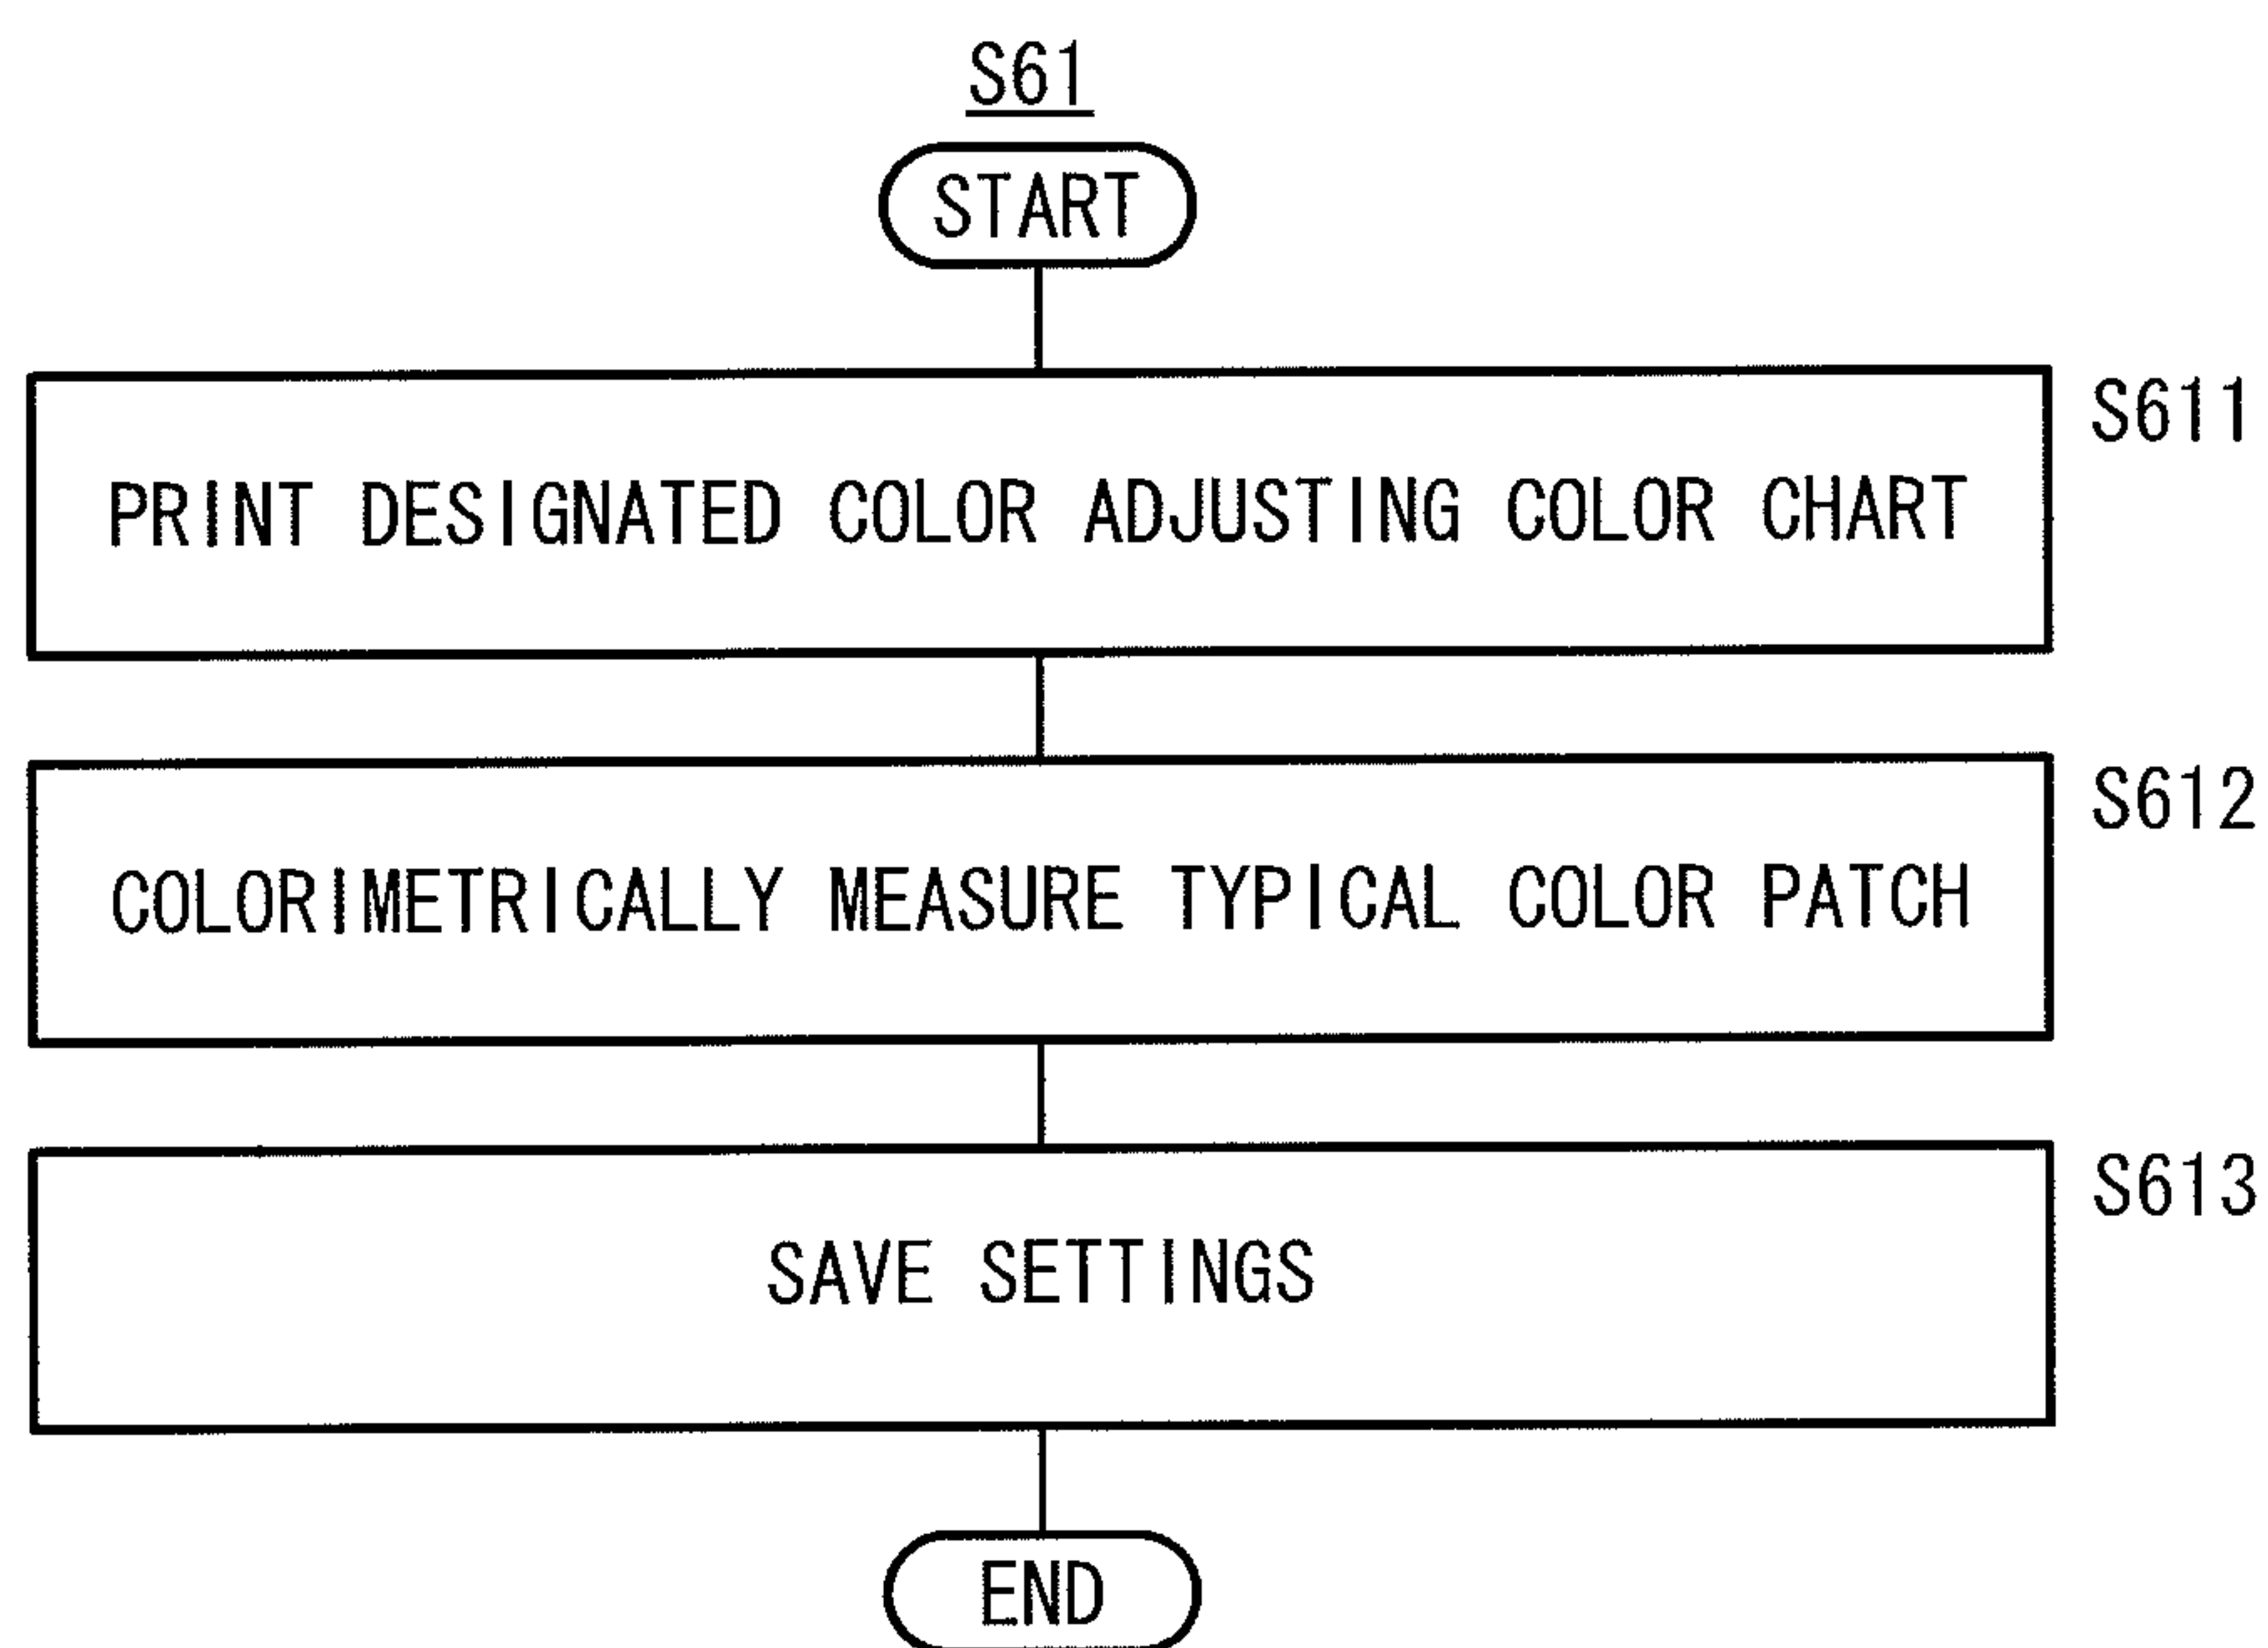 S61
START
S611
PRINT DESIGNATED COLOR ADJUSTING COLOR CHART
S612
COLORIMETRICALLY MEASURE TYPICAL COLOR PATCH
S613
SAVE SETTINGS
END